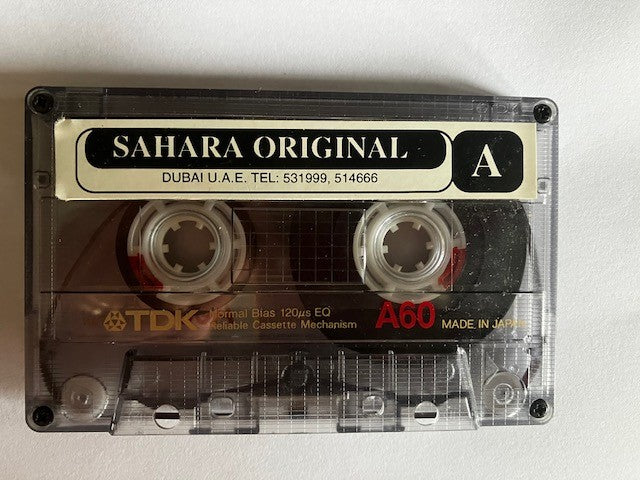 SAHARA ORIGINAL
DUBAI U.A.E. TEL: 531999, 514666
A
TDK
Normal Bias 120μs EQ
Reliable Cassette Mechanism
A60
MADE IN JAPAN